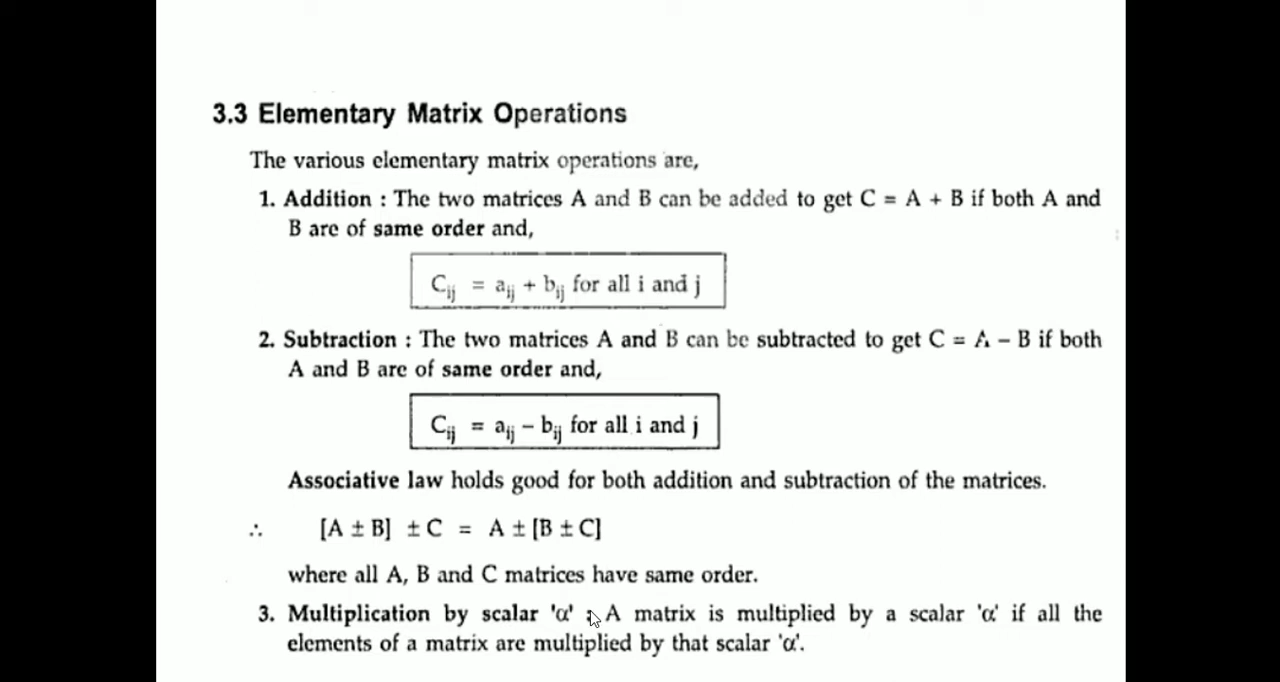 3.3 Elementary Matrix Operations
The various elementary matrix operations are,
1. Addition : The two matrices A and B can be added to get C = A + B if both A and
B are of same order and,
Cij = aij + bij for all i and j
2. Subtraction : The two matrices A and B can be subtracted to get C = A − B if both
A and B are of same order and,
Cij = aij − bij for all i and j
Associative law holds good for both addition and subtraction of the matrices.
∴ [A ± B] ± C = A ± [B ± C]
where all A, B and C matrices have same order.
3. Multiplication by scalar 'α' : A matrix is multiplied by a scalar 'α' if all the
elements of a matrix are multiplied by that scalar 'α'.